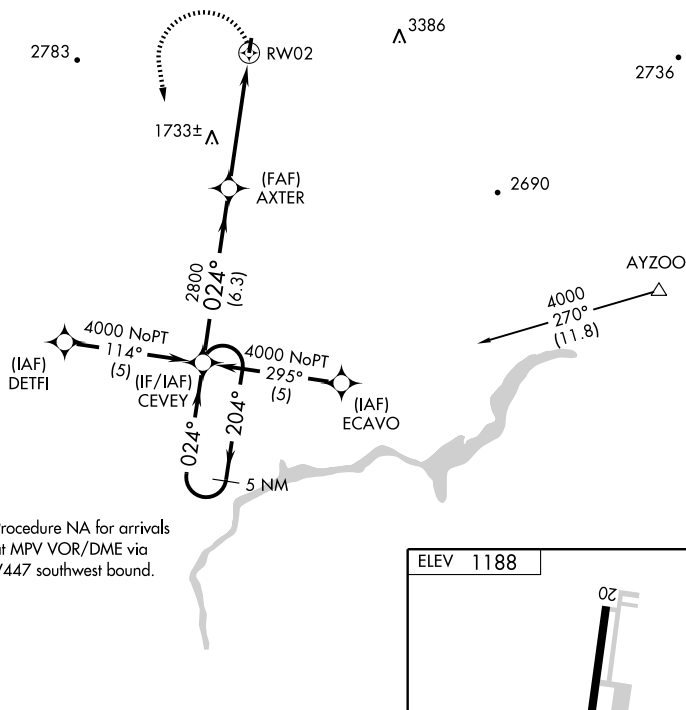 3386
2783
RW02
2736
1733±
(FAF)
AXTER
2690
2800
024°
(6.3)
AYZOO
4000
270°
(11.8)
4000 NoPT
114°
(5)
(IAF)
DETFI
(IF/IAF)
CEVEY
4000 NoPT
295°
(5)
(IAF)
ECAVO
024°
204°
5 NM
rocedure NA for arrivals
t MPV VOR/DME via
447 southwest bound.
ELEV 1188
20